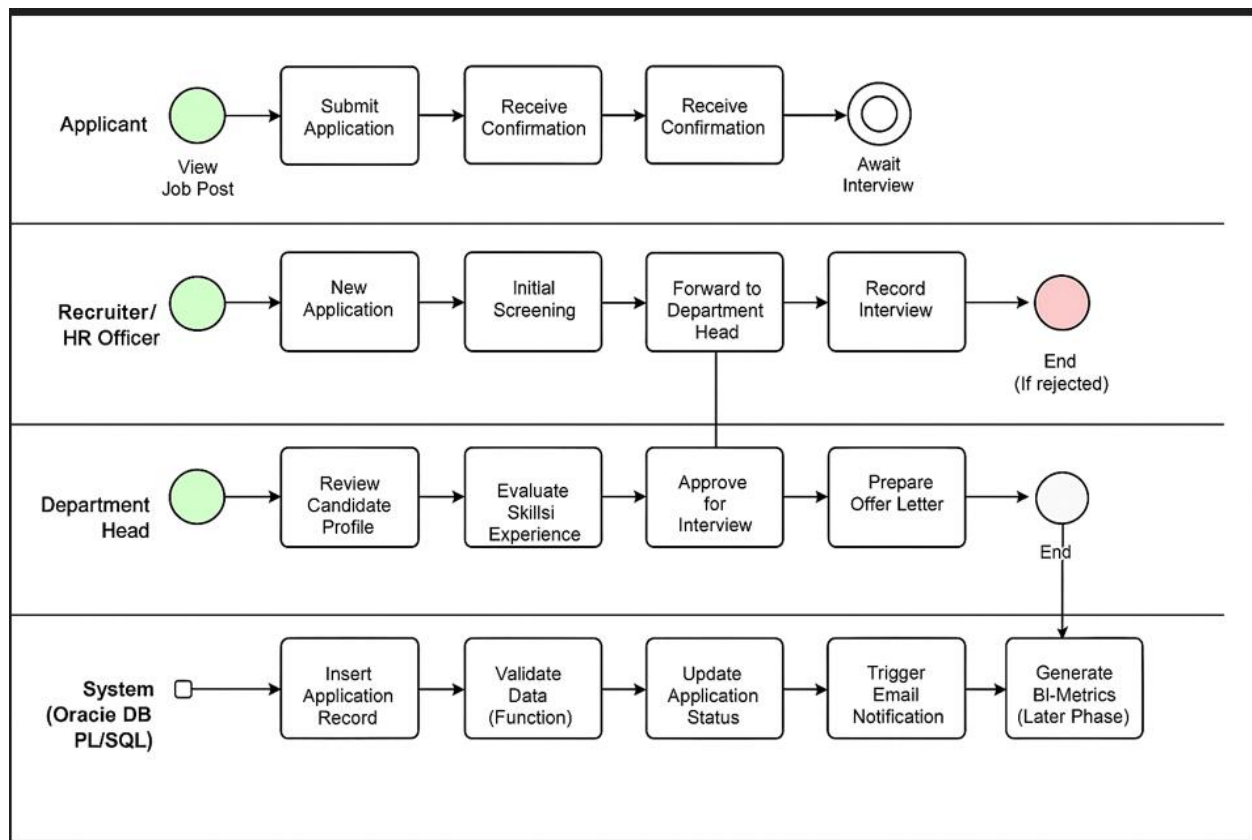 Applicant
View
Job Post
Submit
Application
Receive
Confirmation
Receive
Confirmation
Await
Interview
Recruiter/
HR Officer
New
Application
Initial
Screening
Forward to
Department
Head
Record
Interview
End
(If rejected)
Department
Head
Review
Candidate
Profile
Evaluate
Skillsi
Experience
Approve
for
Interview
Prepare
Offer Letter
End
System
(Oracie DB
PL/SQL)
Insert
Application
Record
Validate
Data
(Function)
Update
Application
Status
Trigger
Email
Notification
Generate
BI-Metrics
(Later Phase)